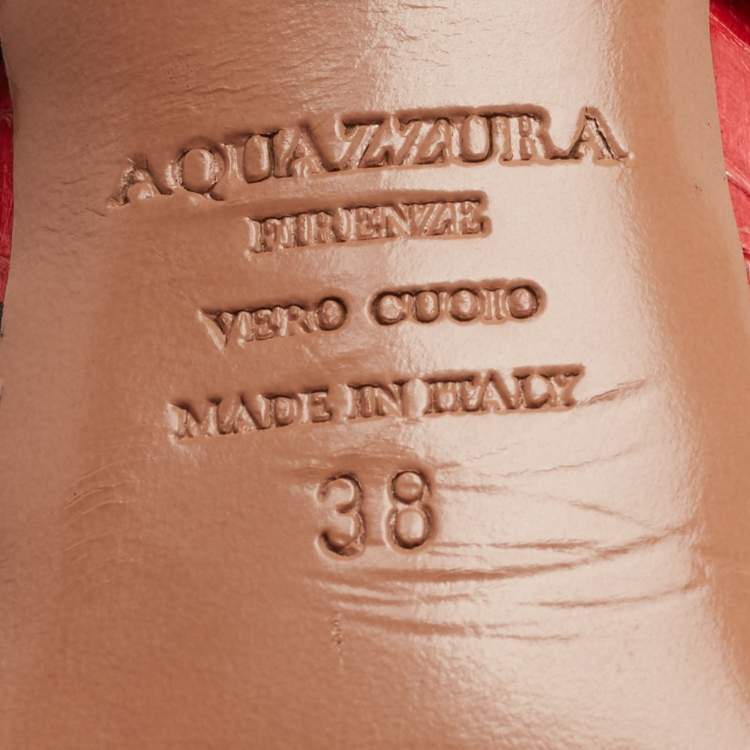 AQUAZZURA
FIRENZE
VERO CUOIO
MADE IN ITALY
38